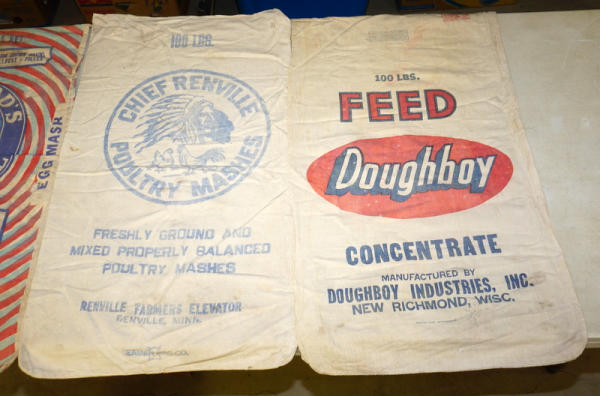 EGG MASH
100 LBS.
CHIEF RENVILLE
POULTRY MASHES
FRESHLY GROUND AND
MIXED PROPERLY BALANCED
POULTRY MASHES
RENVILLE FARMERS ELEVATOR
RENVILLE, MINN.
100 LBS.
FEED
Doughboy
CONCENTRATE
MANUFACTURED BY
DOUGHBOY INDUSTRIES, INC.
NEW RICHMOND, WISC.